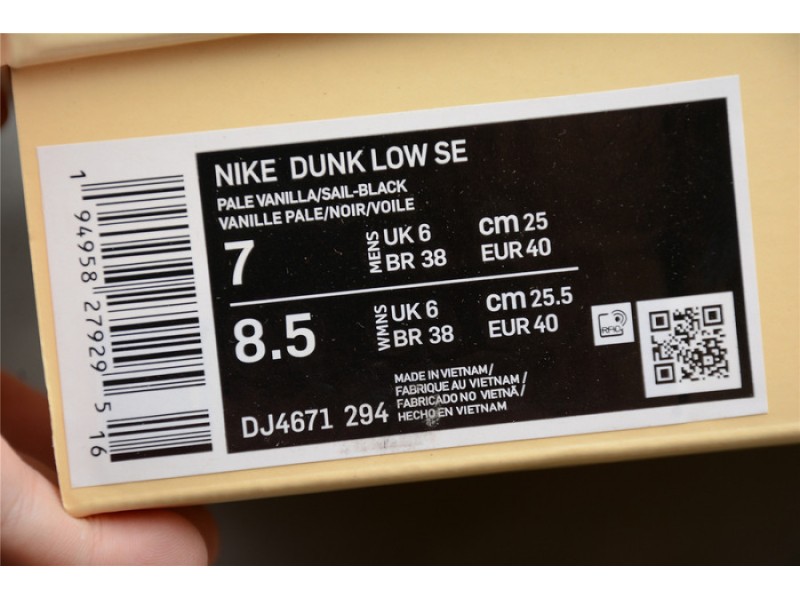 NIKE DUNK LOW SE
PALE VANILLA/SAIL-BLACK
VANILLE PALE/NOIR/VOILE
7
MENS
UK 6
BR 38
cm 25
EUR 40
8.5
WMNS
UK 6
BR 38
cm 25.5
EUR 40
RFID
DJ4671 294
MADE IN VIETNAM/
FABRIQUE AU VIETNAM/
FABRICADO NO VIETNÃ/
HECHO EN VIETNAM
1 94958 27929 5 16